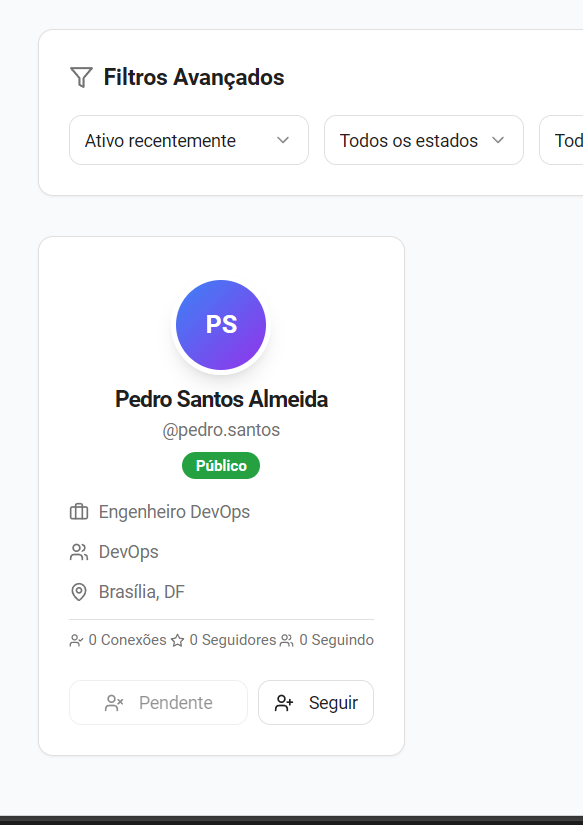 Filtros Avançados
Ativo recentemente Todos os estados Tod
PS
Pedro Santos Almeida
@pedro.santos
Público
Engenheiro DevOps
DevOps
Brasília, DF
0 Conexões 0 Seguidores 0 Seguindo
Pendente Seguir